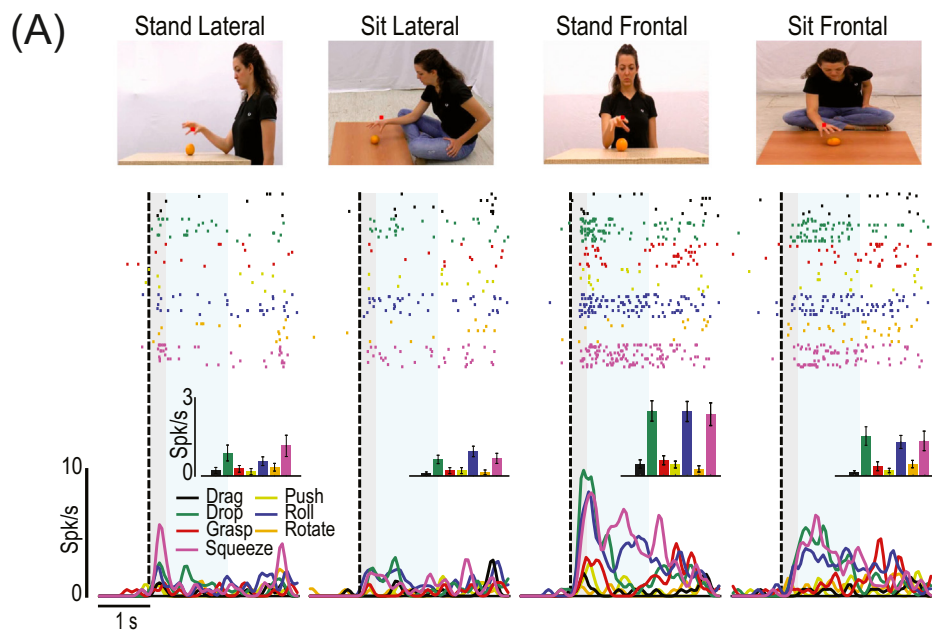 (A)
Stand Lateral
Sit Lateral
Stand Frontal
Sit Frontal
3
Spk/s
0
10
Spk/s
0
Drag
Push
Drop
Roll
Grasp
Rotate
Squeeze
1 s